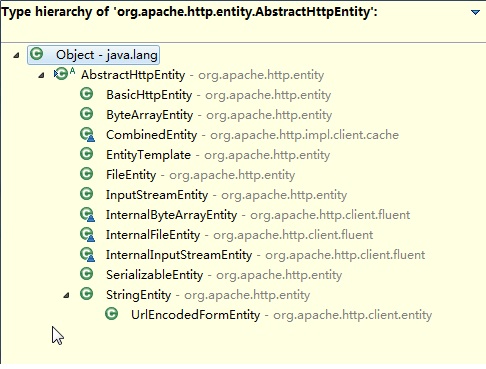 Type hierarchy of 'org.apache.http.entity.AbstractHttpEntity':
Object - java.lang
AbstractHttpEntity - org.apache.http.entity
BasicHttpEntity - org.apache.http.entity
ByteArrayEntity - org.apache.http.entity
CombinedEntity - org.apache.http.impl.client.cache
EntityTemplate - org.apache.http.entity
FileEntity - org.apache.http.entity
InputStreamEntity - org.apache.http.entity
InternalByteArrayEntity - org.apache.http.client.fluent
InternalFileEntity - org.apache.http.client.fluent
InternalInputStreamEntity - org.apache.http.client.fluent
SerializableEntity - org.apache.http.entity
StringEntity - org.apache.http.entity
UrlEncodedFormEntity - org.apache.http.client.entity